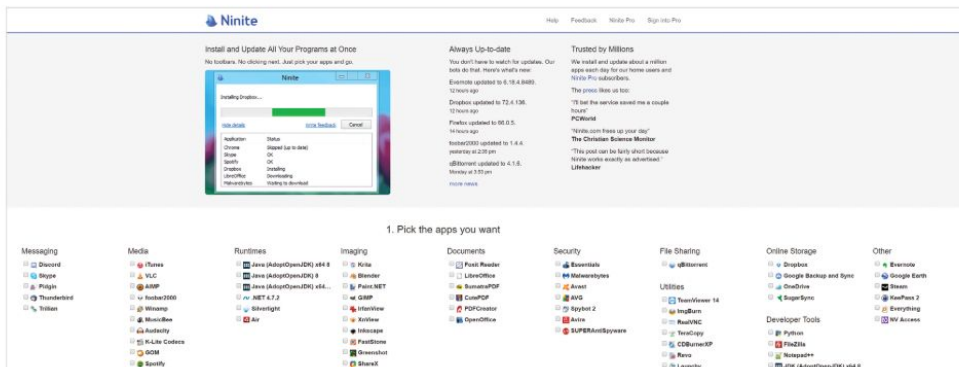 Ninite
Help Feedback Ninite Pro Sign into Pro
Install and Update All Your Programs at Once
No toolbars. No clicking next. Just pick your apps and go.
Ninite
Installing Dropbox...
Hide details
Write feedback
Cancel
Application Status
Chrome Skipped (up to date)
Skype OK
Spotify OK
Dropbox Installing
LibreOffice Downloading
Malwarebytes Waiting to download
Always Up-to-date
You don't have to watch for updates. Our
bots do that. Here's what's new:
Evernote updated to 6.18.4.8489.
12 hours ago
Dropbox updated to 72.4.136.
12 hours ago
Firefox updated to 66.0.5.
14 hours ago
foobar2000 updated to 1.4.4.
yesterday at 2:35 pm
qBittorrent updated to 4.1.6.
Monday at 3:50 pm
more news
Trusted by Millions
We install and update about a million
apps each day for our home users and
Ninite Pro subscribers.
The press likes us too:
"I'll bet the service saved me a couple
hours"
PCWorld
"Ninite.com frees up your day"
The Christian Science Monitor
"This post can be fairly short because
Ninite works exactly as advertised."
Lifehacker
1. Pick the apps you want
Messaging
Discord
Skype
Pidgin
Thunderbird
Trillian
Media
iTunes
VLC
AIMP
foobar2000
Winamp
MusicBee
Audacity
K-Lite Codecs
GOM
Spotify
Runtimes
Java (AdoptOpenJDK) x64 8
Java (AdoptOpenJDK) 8
Java (AdoptOpenJDK) x64...
.NET 4.7.2
Silverlight
Air
Imaging
Krita
Blender
Paint.NET
GIMP
IrfanView
XnView
Inkscape
FastStone
Greenshot
ShareX
Documents
Foxit Reader
LibreOffice
SumatraPDF
CutePDF
PDFCreator
OpenOffice
Security
Essentials
Malwarebytes
Avast
AVG
Spybot 2
Avira
SUPERAntiSpyware
File Sharing
qBittorrent
Utilities
TeamViewer 14
ImgBurn
RealVNC
TeraCopy
CDBurnerXP
Revo
Launchy
Online Storage
Dropbox
Google Backup and Sync
OneDrive
SugarSync
Developer Tools
Python
FileZilla
Notepad++
JDK (AdoptOpenJDK) x64 8
Other
Evernote
Google Earth
Steam
KeePass 2
Everything
NV Access